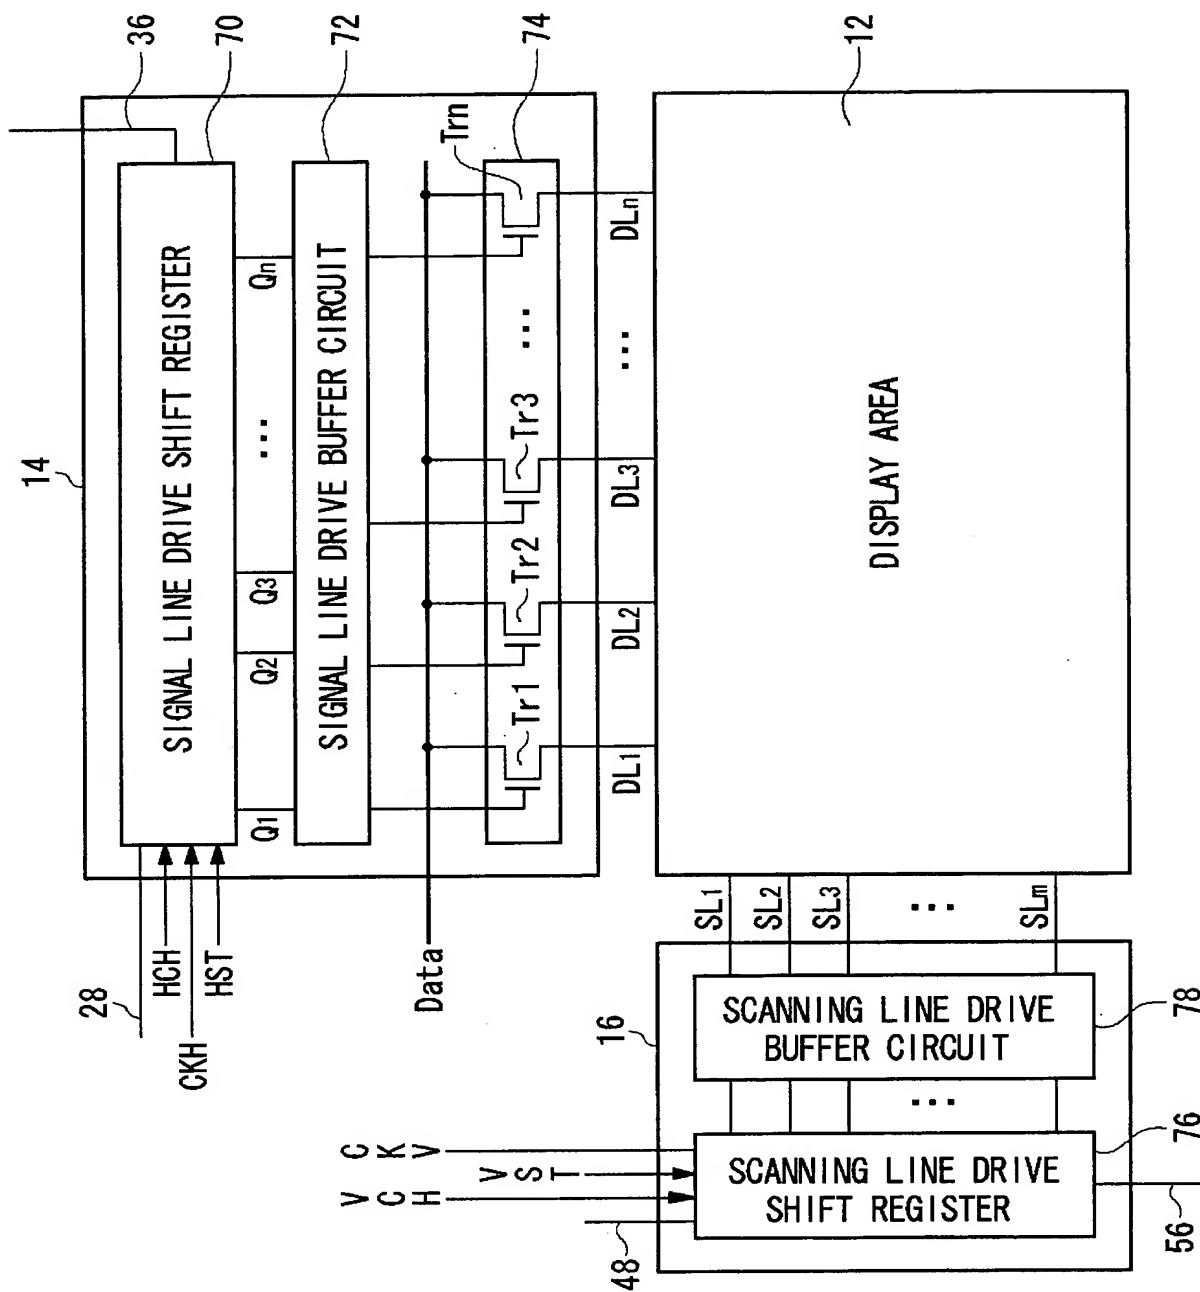 14
36
70
72
74
12
28
HCH
CKH
HST
SIGNAL LINE DRIVE SHIFT REGISTER
Q1
Q2
Q3
...
Qn
SIGNAL LINE DRIVE BUFFER CIRCUIT
Data
Tr1
Tr2
Tr3
...
Trn
DL1
DL2
DL3
...
DLn
DISPLAY AREA
SL1
SL2
SL3
...
SLm
16
SCANNING LINE DRIVE
BUFFER CIRCUIT
78
...
CKV
VST
VCH
48
SCANNING LINE DRIVE
SHIFT REGISTER
76
56